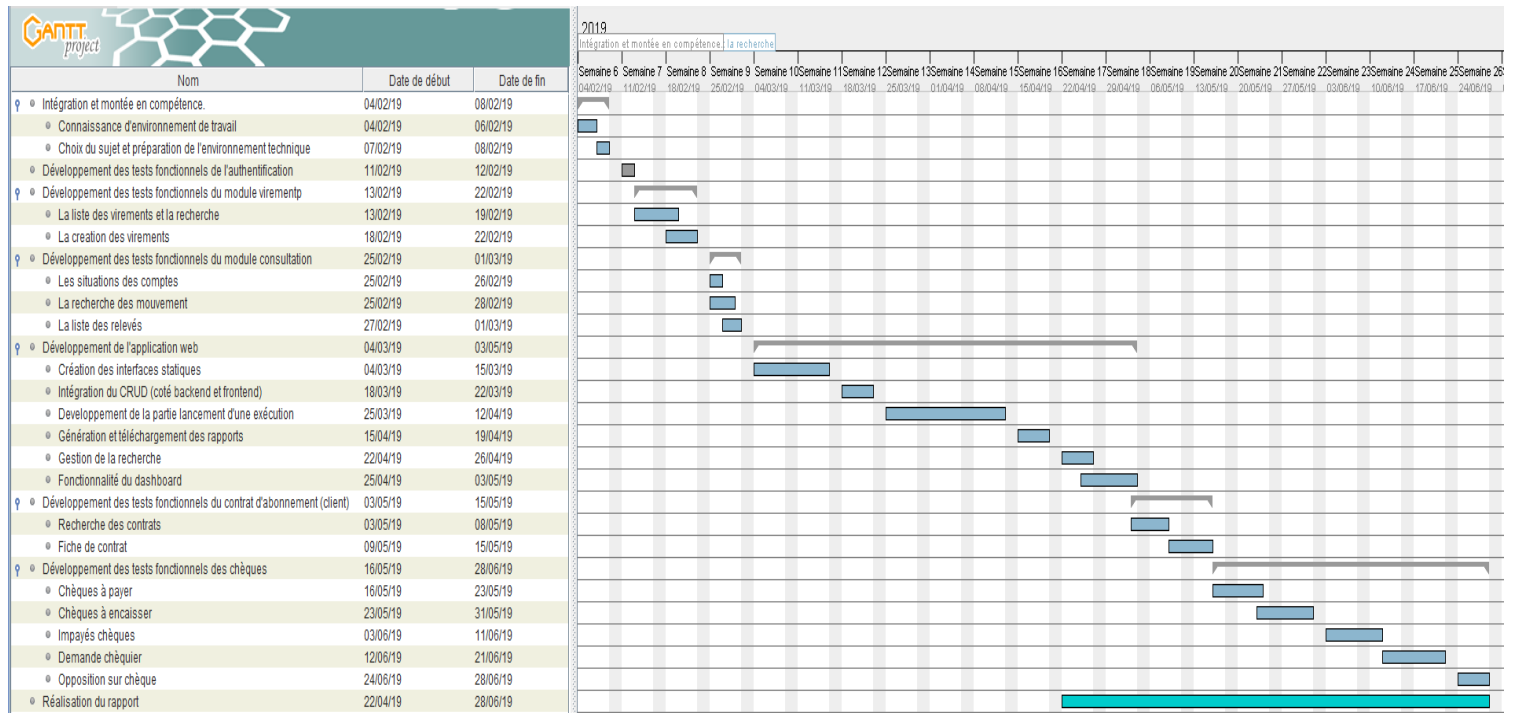 GANTT
project
2019
Intégration et montée en compétence. la recherche
Nom Date de début Date de fin
Semaine 6 Semaine 7 Semaine 8 Semaine 9 Semaine 10 Semaine 11 Semaine 12 Semaine 13 Semaine 14 Semaine 15 Semaine 16 Semaine 17 Semaine 18 Semaine 19 Semaine 20 Semaine 21 Semaine 22 Semaine 23 Semaine 24 Semaine 25 Semaine 26
04/02/19 11/02/19 18/02/19 25/02/19 04/03/19 11/03/19 18/03/19 25/03/19 01/04/19 08/04/19 15/04/19 22/04/19 29/04/19 06/05/19 13/05/19 20/05/19 27/05/19 03/06/19 10/06/19 17/06/19 24/06/19
Intégration et montée en compétence. 04/02/19 08/02/19
Connaissance d'environnement de travail 04/02/19 06/02/19
Choix du sujet et préparation de l'environnement technique 07/02/19 08/02/19
Développement des tests fonctionnels de l'authentification 11/02/19 12/02/19
Développement des tests fonctionnels du module virementp 13/02/19 22/02/19
La liste des virements et la recherche 13/02/19 19/02/19
La creation des virements 18/02/19 22/02/19
Développement des tests fonctionnels du module consultation 25/02/19 01/03/19
Les situations des comptes 25/02/19 26/02/19
La recherche des mouvement 25/02/19 28/02/19
La liste des relevés 27/02/19 01/03/19
Développement de l'application web 04/03/19 03/05/19
Création des interfaces statiques 04/03/19 15/03/19
Intégration du CRUD (coté backend et frontend) 18/03/19 22/03/19
Developpement de la partie lancement d'une exécution 25/03/19 12/04/19
Génération et téléchargement des rapports 15/04/19 19/04/19
Gestion de la recherche 22/04/19 26/04/19
Fonctionnalité du dashboard 25/04/19 03/05/19
Développement des tests fonctionnels du contrat d'abonnement (client) 03/05/19 15/05/19
Recherche des contrats 03/05/19 08/05/19
Fiche de contrat 09/05/19 15/05/19
Développement des tests fonctionnels des chèques 16/05/19 28/06/19
Chèques à payer 16/05/19 23/05/19
Chèques à encaisser 23/05/19 31/05/19
Impayés chèques 03/06/19 11/06/19
Demande chèquier 12/06/19 21/06/19
Opposition sur chèque 24/06/19 28/06/19
Réalisation du rapport 22/04/19 28/06/19